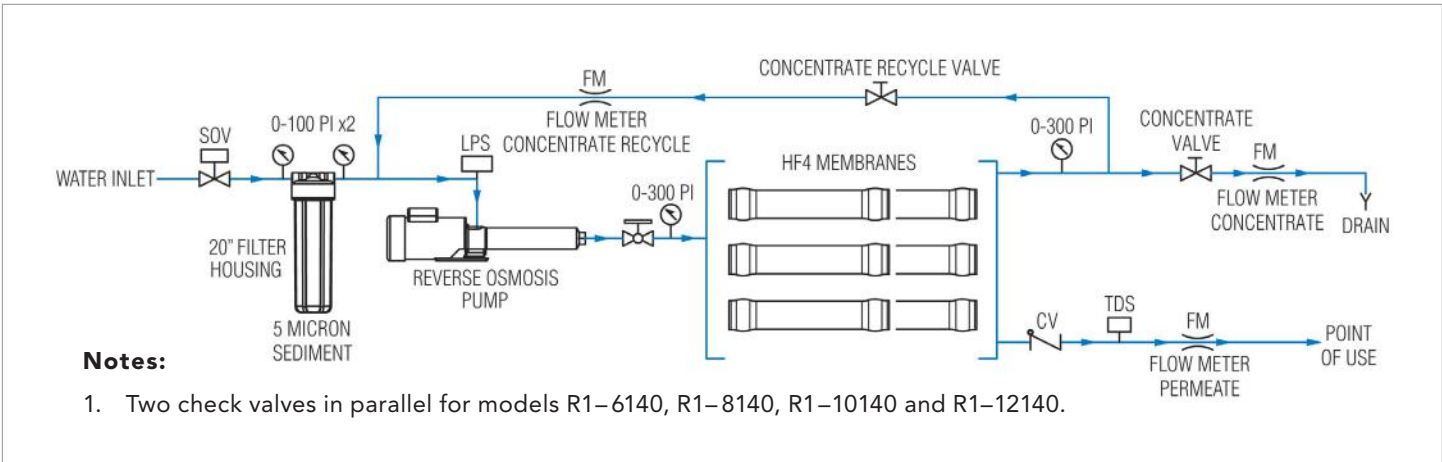 FM
CONCENTRATE RECYCLE VALVE
FLOW METER
CONCENTRATE RECYCLE
SOV
0-100 PI x2
LPS
WATER INLET
20" FILTER
HOUSING
5 MICRON
SEDIMENT
REVERSE OSMOSIS
PUMP
0-300 PI
HF4 MEMBRANES
0-300 PI
CONCENTRATE
VALVE
FM
FLOW METER
CONCENTRATE
DRAIN
CV
TDS
FM
FLOW METER
PERMEATE
POINT
OF USE
Notes:
1. Two check valves in parallel for models R1–6140, R1–8140, R1–10140 and R1–12140.